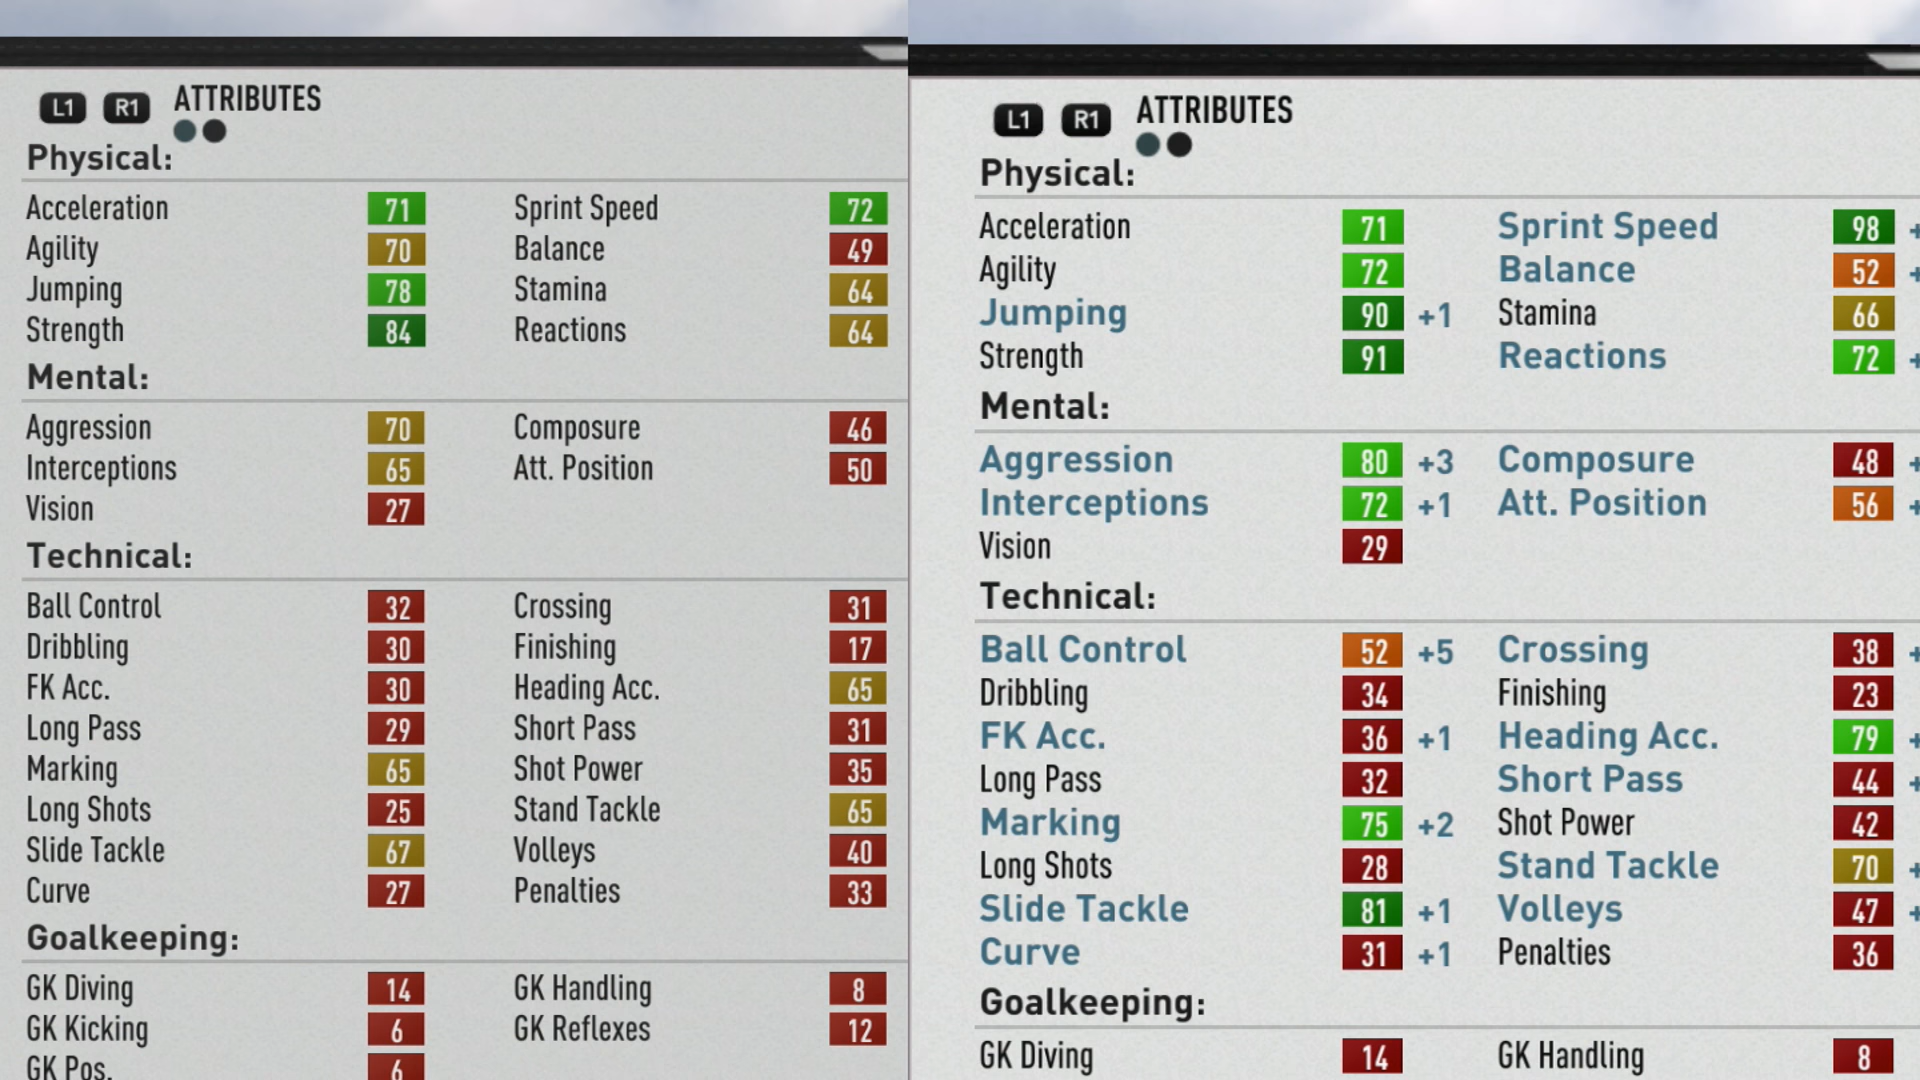 L1 R1 ATTRIBUTES
Physical:
Acceleration 71 Sprint Speed 72
Agility 70 Balance 49
Jumping 78 Stamina 64
Strength 84 Reactions 64
Mental:
Aggression 70 Composure 46
Interceptions 65 Att. Position 50
Vision 27
Technical:
Ball Control 32 Crossing 31
Dribbling 30 Finishing 17
FK Acc. 30 Heading Acc. 65
Long Pass 29 Short Pass 31
Marking 65 Shot Power 35
Long Shots 25 Stand Tackle 65
Slide Tackle 67 Volleys 40
Curve 27 Penalties 33
Goalkeeping:
GK Diving 14 GK Handling 8
GK Kicking 6 GK Reflexes 12
GK Pos. 6
L1 R1 ATTRIBUTES
Physical:
Acceleration 71 Sprint Speed 98 +
Agility 72 Balance 52 +
Jumping 90 +1 Stamina 66
Strength 91 Reactions 72 +
Mental:
Aggression 80 +3 Composure 48 +
Interceptions 72 +1 Att. Position 56 +
Vision 29
Technical:
Ball Control 52 +5 Crossing 38 +
Dribbling 34 Finishing 23
FK Acc. 36 +1 Heading Acc. 79 +
Long Pass 32 Short Pass 44 +
Marking 75 +2 Shot Power 42
Long Shots 28 Stand Tackle 70 +
Slide Tackle 81 +1 Volleys 47 +
Curve 31 +1 Penalties 36
Goalkeeping:
GK Diving 14 GK Handling 8